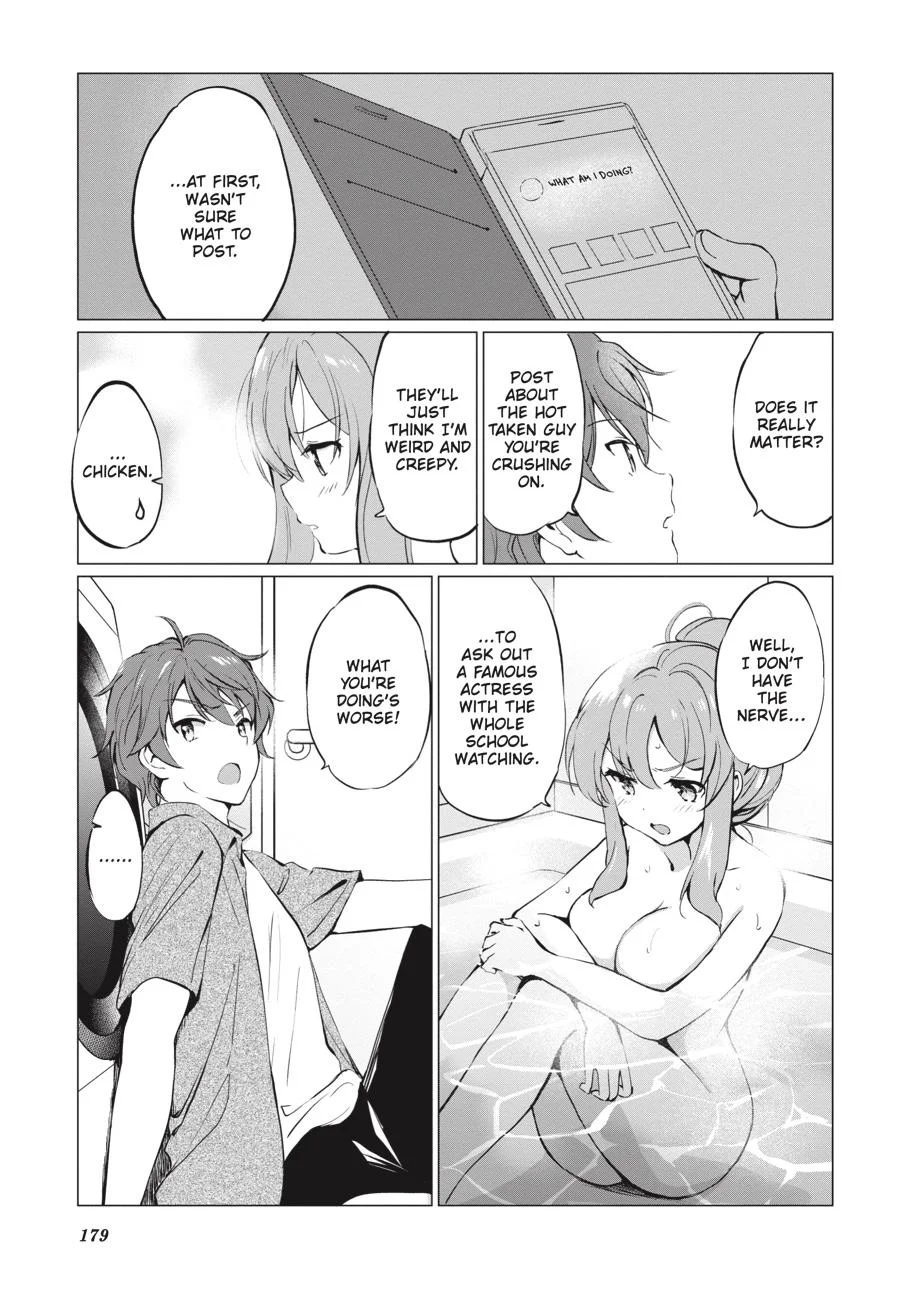 WHAT AM I DOING?
...AT FIRST,
WASN'T
SURE
WHAT TO
POST.
DOES IT
REALLY
MATTER?
POST
ABOUT
THE HOT
TAKEN GUY
YOU'RE
CRUSHING
ON.
THEY'LL
JUST
THINK I'M
WEIRD AND
CREEPY.
...
CHICKEN.
WELL,
I DON'T
HAVE
THE
NERVE...
...TO
ASK OUT
A FAMOUS
ACTRESS
WITH THE
WHOLE
SCHOOL
WATCHING.
WHAT
YOU'RE
DOING'S
WORSE!
......
179